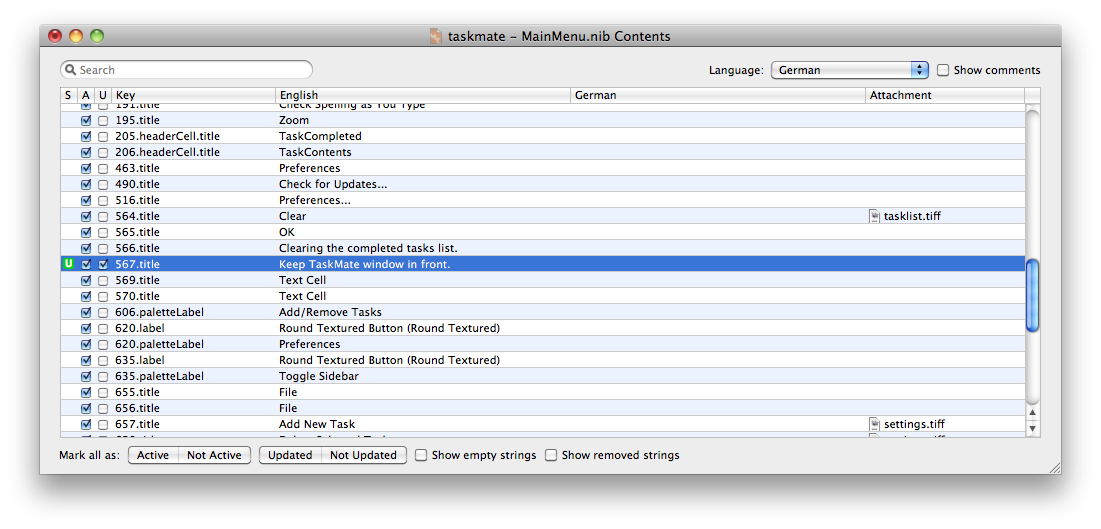 taskmate – MainMenu.nib Contents
Search Language: German Show comments
S A U Key English German Attachment
191.title Check Spelling as You Type
195.title Zoom
205.headerCell.title TaskCompleted
206.headerCell.title TaskContents
463.title Preferences
490.title Check for Updates...
516.title Preferences...
564.title Clear tasklist.tiff
565.title OK
566.title Clearing the completed tasks list.
U 567.title Keep TaskMate window in front.
569.title Text Cell
570.title Text Cell
606.paletteLabel Add/Remove Tasks
620.label Round Textured Button (Round Textured)
620.paletteLabel Preferences
635.label Round Textured Button (Round Textured)
635.paletteLabel Toggle Sidebar
655.title File
656.title File
657.title Add New Task settings.tiff
Mark all as: Active Not Active Updated Not Updated Show empty strings Show removed strings